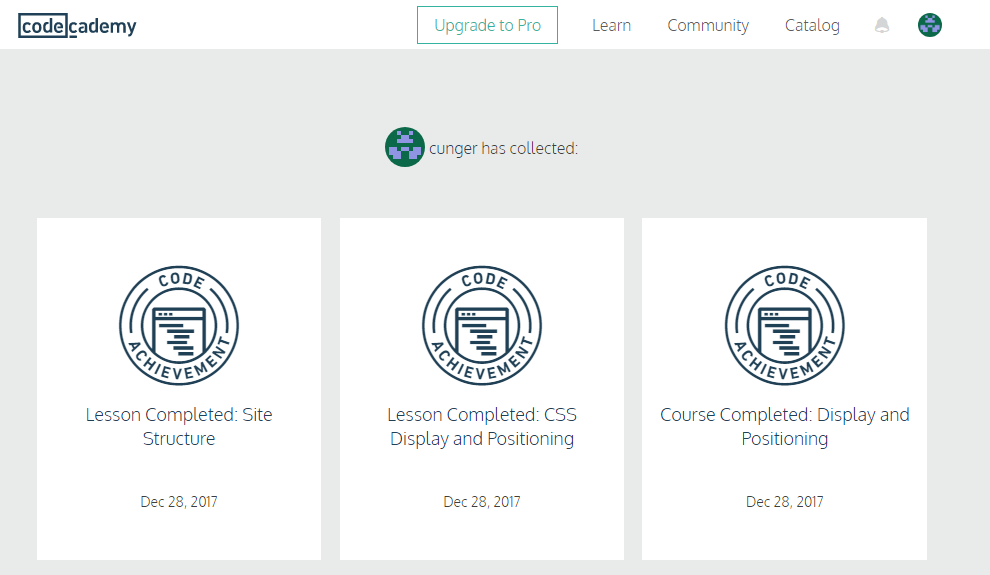 codecademy Upgrade to Pro Learn Community Catalog
cunger has collected:
CODE ACHIEVEMENT
Lesson Completed: Site
Structure
Dec 28, 2017
CODE ACHIEVEMENT
Lesson Completed: CSS
Display and Positioning
Dec 28, 2017
CODE ACHIEVEMENT
Course Completed: Display and
Positioning
Dec 28, 2017